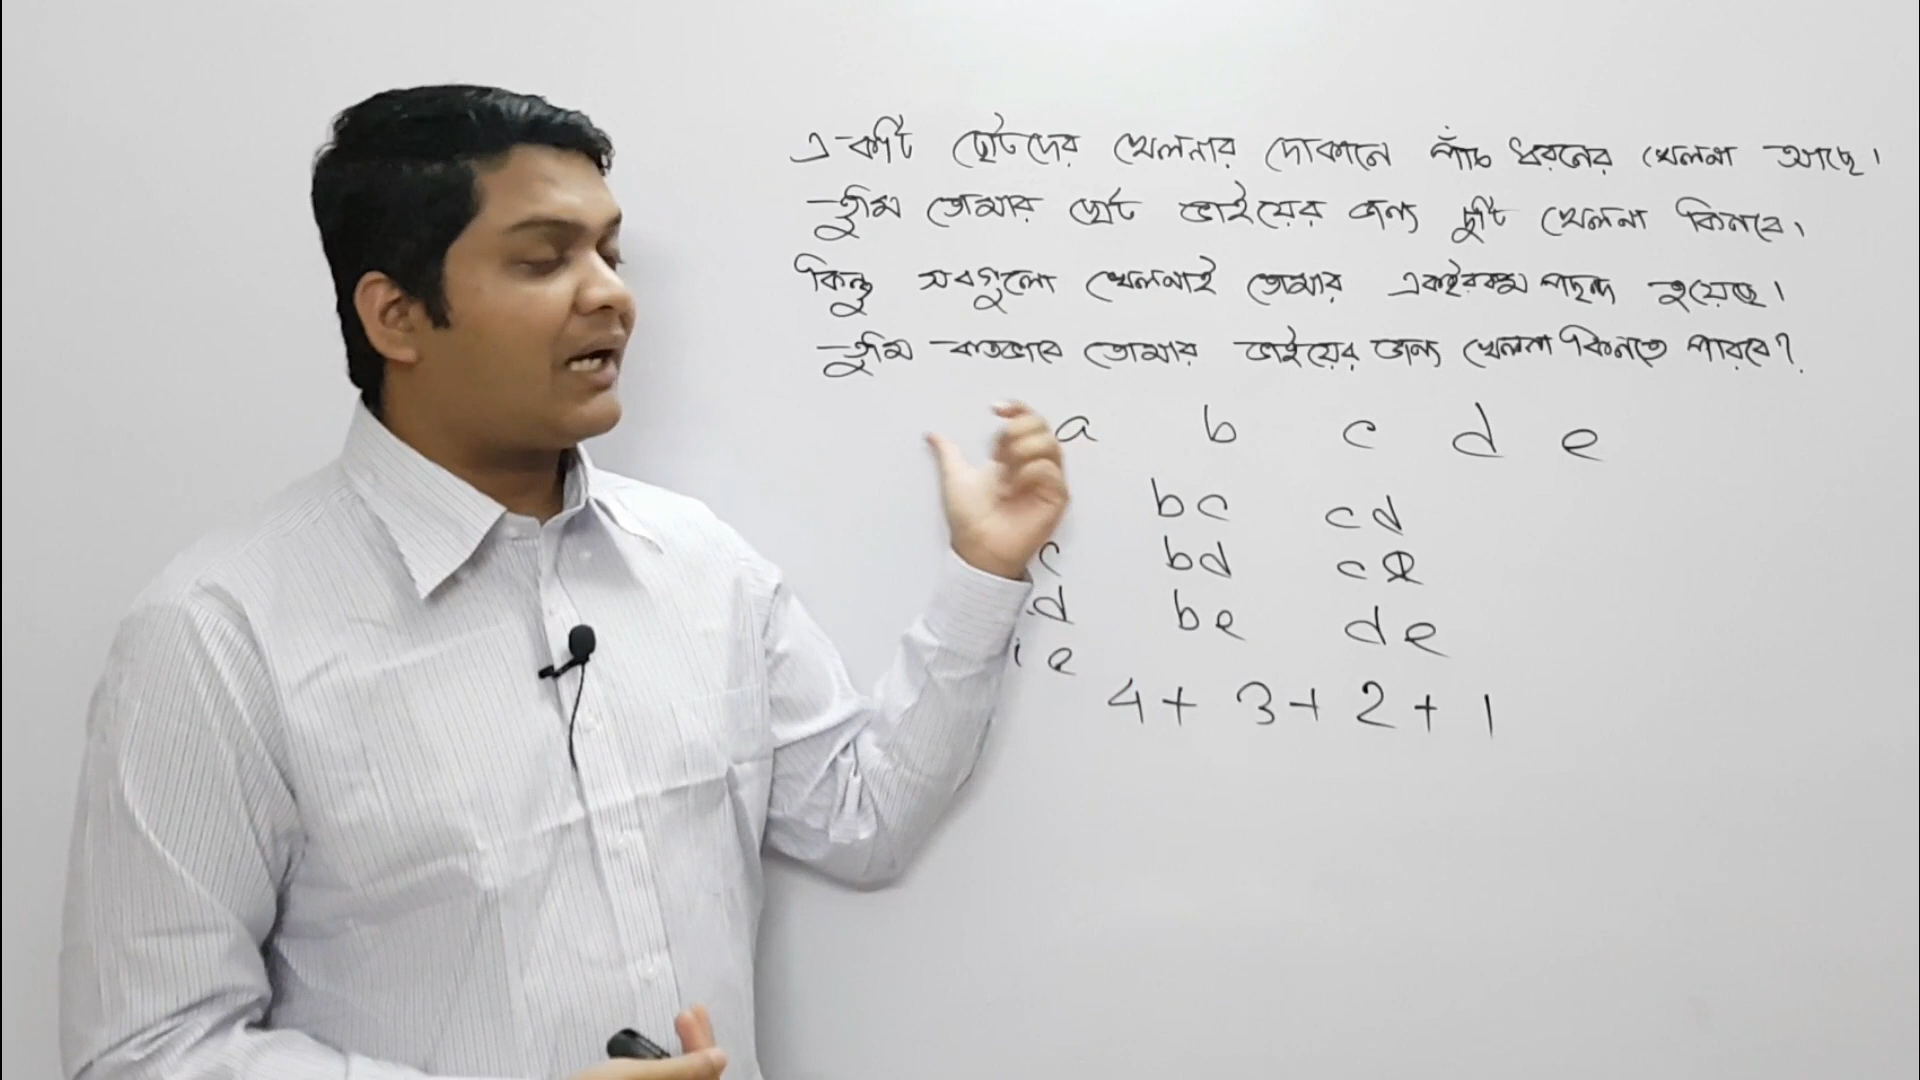 একটি ছোটদের খেলনার দোকানে পাঁচ ধরনের খেলনা আছে।
তুমি তোমার ছোট ভাইয়ের জন্য দুটি খেলনা কিনবে।
কিন্তু সবগুলো খেলনাই তোমার একইরকম পছন্দ হয়েছে।
তুমি কতভাবে তোমার ভাইয়ের জন্য খেলনা কিনতে পারবে?
a b c d e
bc cd
c bd ce
d be de
e
4 + 3 + 2 + 1